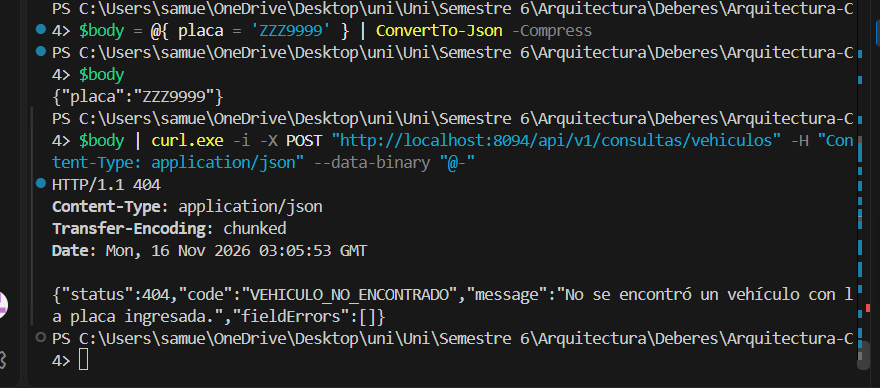 PS C:\Users\samue\OneDrive\Desktop\uni\Uni\Semestre 6\Arquitectura\Deberes\Arquitectura-C
4> $body = @{ placa = 'ZZZ9999' } | ConvertTo-Json -Compress
PS C:\Users\samue\OneDrive\Desktop\uni\Uni\Semestre 6\Arquitectura\Deberes\Arquitectura-C
4> $body
{"placa":"ZZZ9999"}
PS C:\Users\samue\OneDrive\Desktop\uni\Uni\Semestre 6\Arquitectura\Deberes\Arquitectura-C
4> $body | curl.exe -i -X POST "http://localhost:8094/api/v1/consultas/vehiculos" -H "Con
tent-Type: application/json" --data-binary "@-"
HTTP/1.1 404
Content-Type: application/json
Transfer-Encoding: chunked
Date: Mon, 16 Nov 2026 03:05:53 GMT
{"status":404,"code":"VEHICULO_NO_ENCONTRADO","message":"No se encontró un vehículo con l
a placa ingresada.","fieldErrors":[]}
PS C:\Users\samue\OneDrive\Desktop\uni\Uni\Semestre 6\Arquitectura\Deberes\Arquitectura-C
4>